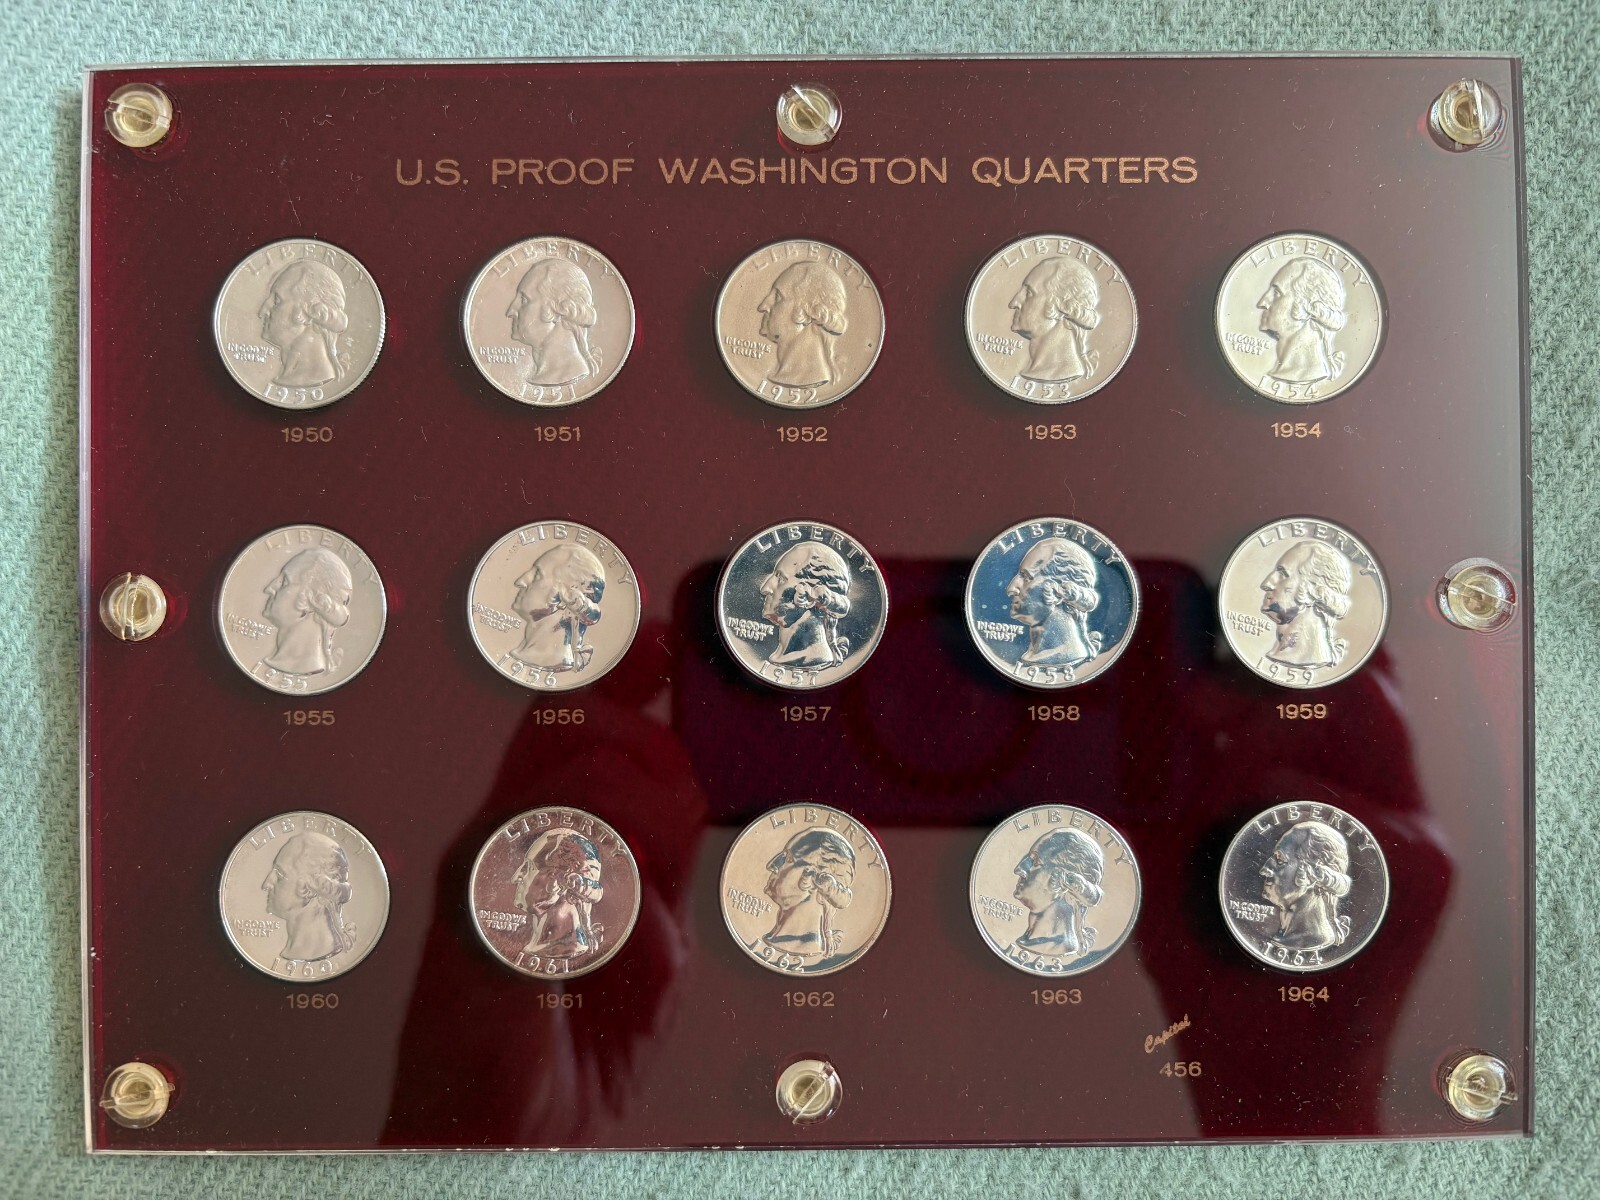 U.S. PROOF WASHINGTON QUARTERS
LIBERTY
IN GOD WE
TRUST
1950
LIBERTY
IN GOD WE
TRUST
1951
LIBERTY
IN GOD WE
TRUST
1952
LIBERTY
IN GOD WE
TRUST
1953
LIBERTY
IN GOD WE
TRUST
1954
1950 1951 1952 1953 1954
LIBERTY
IN GOD WE
TRUST
1955
LIBERTY
IN GOD WE
TRUST
1956
LIBERTY
IN GOD WE
TRUST
1957
LIBERTY
IN GOD WE
TRUST
1958
LIBERTY
IN GOD WE
TRUST
1959
1955 1956 1957 1958 1959
LIBERTY
IN GOD WE
TRUST
1960
LIBERTY
IN GOD WE
TRUST
1961
LIBERTY
IN GOD WE
TRUST
1962
LIBERTY
IN GOD WE
TRUST
1963
LIBERTY
IN GOD WE
TRUST
1964
1960 1961 1962 1963 1964
Capital
456